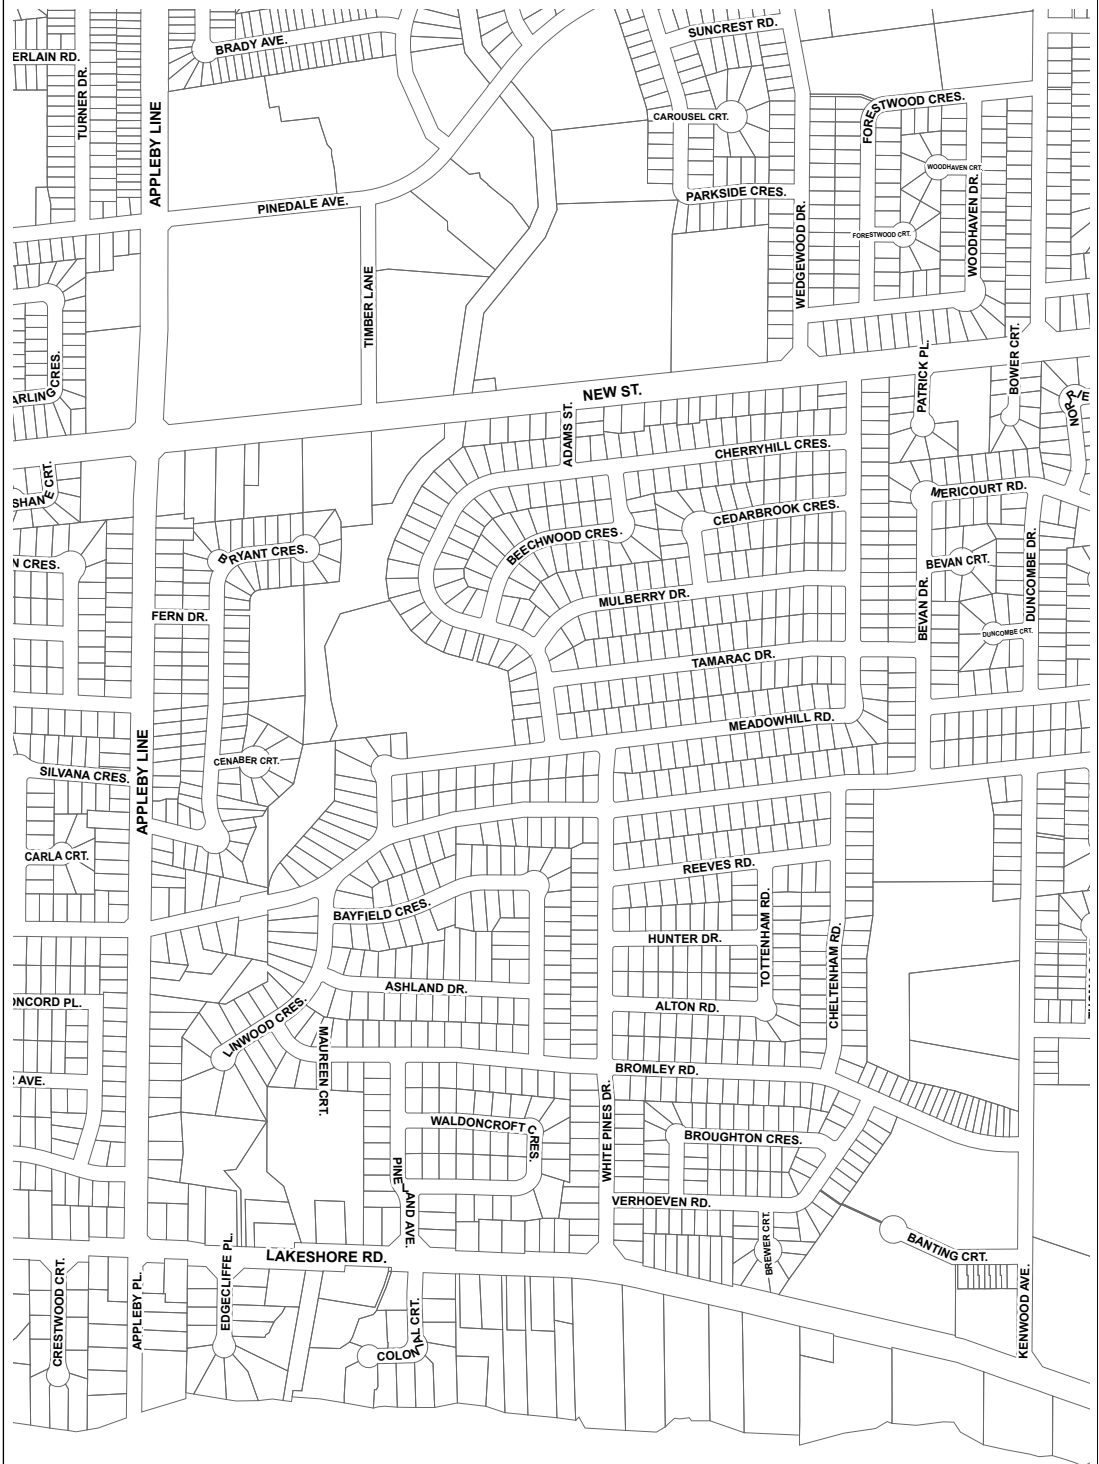 SUNCREST RD.
BRADY AVE.
ERLAIN RD.
TURNER DR.
APPLEBY LINE
CAROUSEL CRT.
FORESTWOOD CRES.
WOODHAVEN CRT.
PARKSIDE CRES.
PINEDALE AVE.
WEDGEWOOD DR.
FORESTWOOD CRT.
WOODHAVEN DR.
TIMBER LANE
ARLING CRES.
PATRICK PL.
BOWER CRT.
NEW ST.
ADAMS ST.
CHERRYHILL CRES.
SHANE CRT.
MERICOURT RD.
CEDARBROOK CRES.
BEECHWOOD CRES.
BRYANT CRES.
N CRES.
BEVAN CRT.
BEVAN DR.
DUNCOMBE DR.
MULBERRY DR.
FERN DR.
DUNCOMBE CRT.
TAMARAC DR.
MEADOWHILL RD.
APPLEBY LINE
CENABER CRT.
SILVANA CRES.
CARLA CRT.
REEVES RD.
BAYFIELD CRES.
TOTTENHAM RD.
HUNTER DR.
CHELTENHAM RD.
ASHLAND DR.
ONCORD PL.
ALTON RD.
LINWOOD CRES.
MAUREEN CRT.
BROMLEY RD.
AVE.
WHITE PINES DR.
WALDONCROFT CRES.
BROUGHTON CRES.
PINELAND AVE.
VERHOEVEN RD.
BREWER CRT.
BANTING CRT.
LAKESHORE RD.
EDGECLIFFE PL.
APPLEBY PL.
CRESTWOOD CRT.
COLONIAL CRT.
KENWOOD AVE.